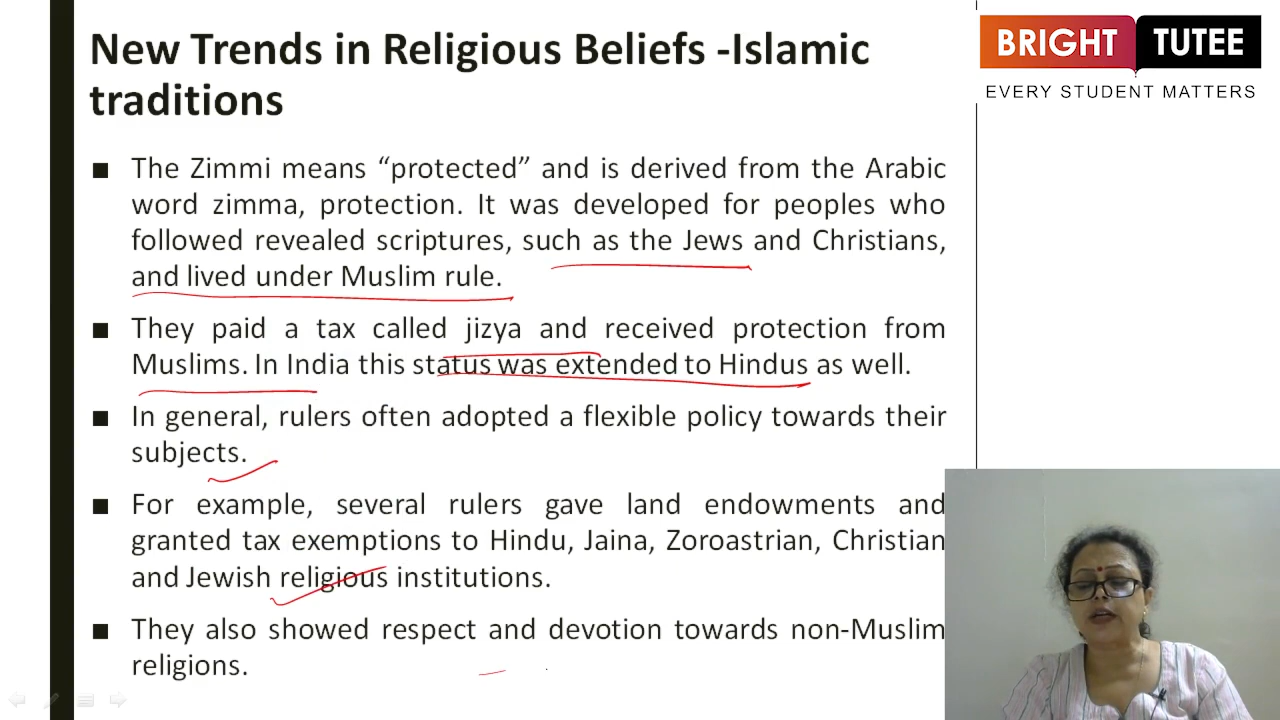 New Trends in Religious Beliefs -Islamic
traditions
BRIGHT TUTEE
EVERY STUDENT MATTERS
■ The Zimmi means “protected” and is derived from the Arabic
word zimma, protection. It was developed for peoples who
followed revealed scriptures, such as the Jews and Christians,
and lived under Muslim rule.
■ They paid a tax called jizya and received protection from
Muslims. In India this status was extended to Hindus as well.
■ In general, rulers often adopted a flexible policy towards their
subjects.
■ For example, several rulers gave land endowments and
granted tax exemptions to Hindu, Jaina, Zoroastrian, Christian
and Jewish religious institutions.
■ They also showed respect and devotion towards non-Muslim
religions.